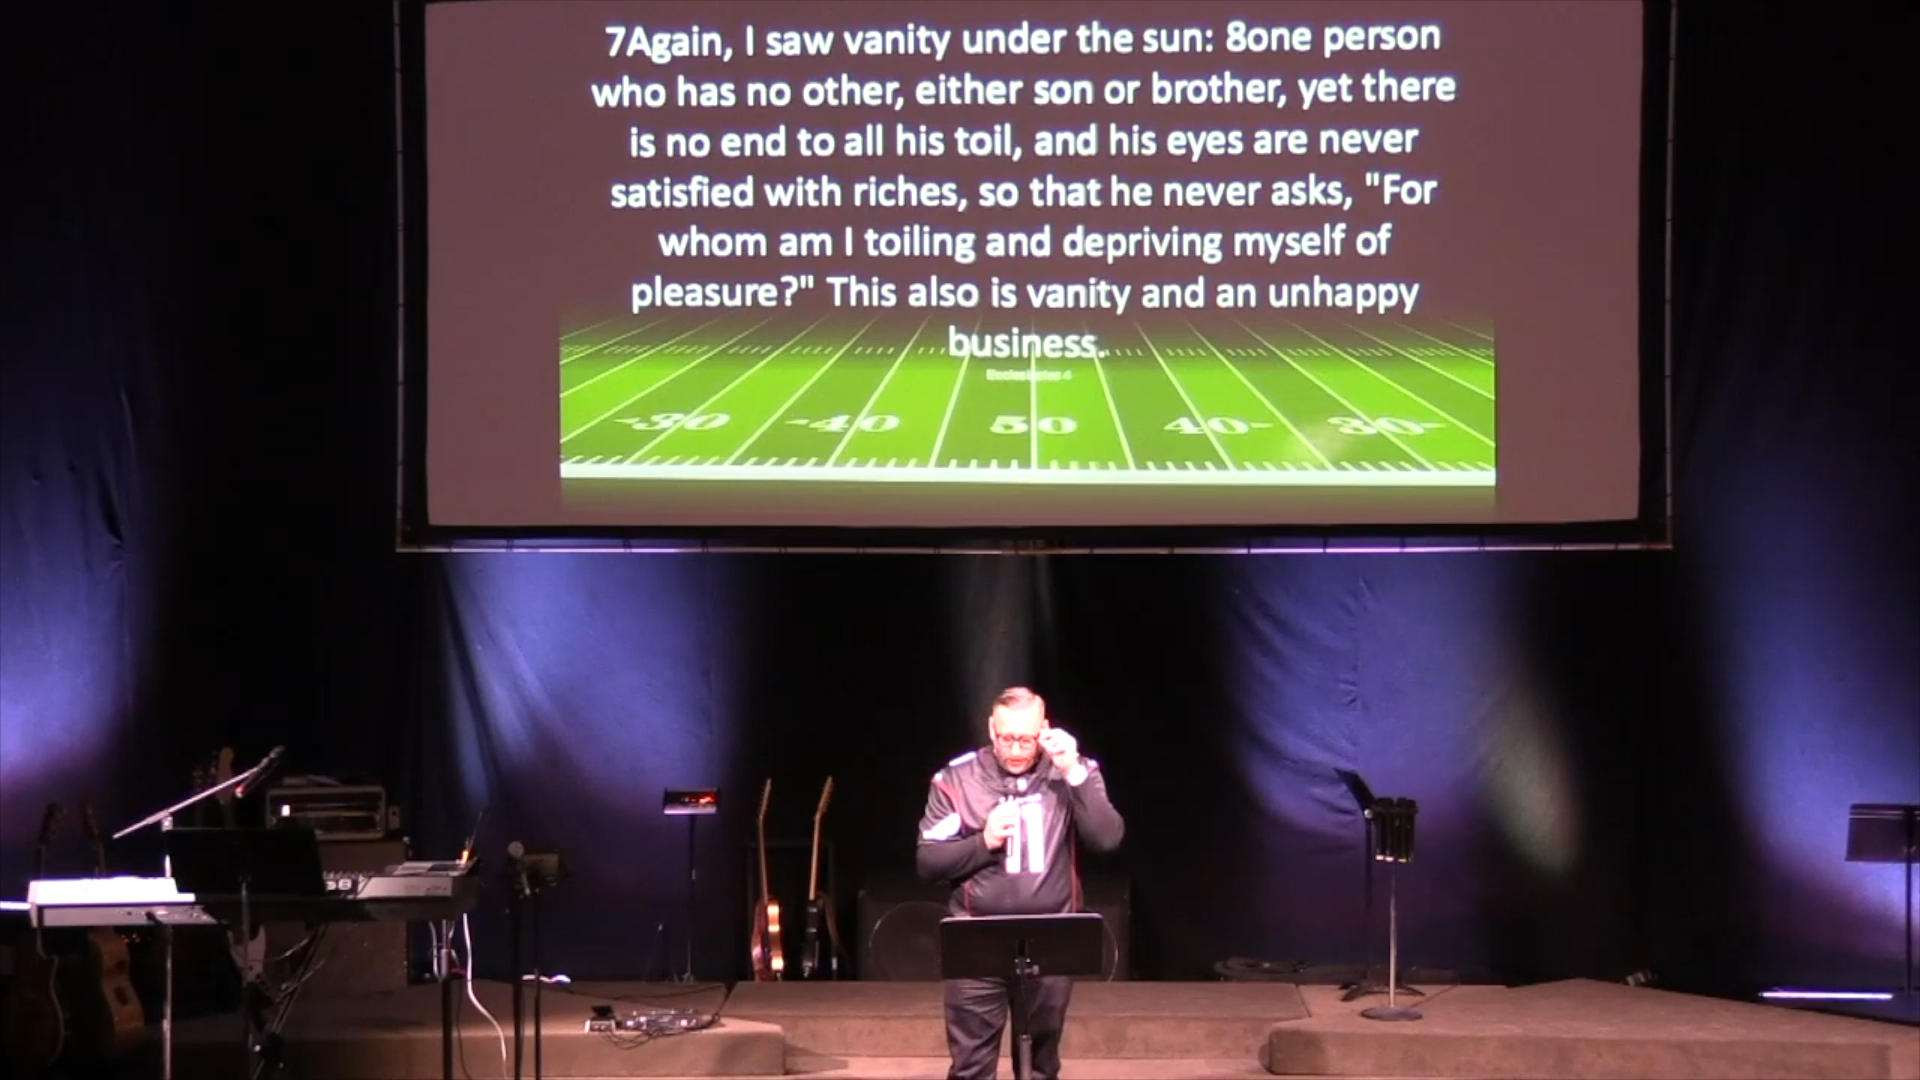 7Again, I saw vanity under the sun: 8one person
who has no other, either son or brother, yet there
is no end to all his toil, and his eyes are never
satisfied with riches, so that he never asks, "For
whom am I toiling and depriving myself of
pleasure?" This also is vanity and an unhappy
business.
Ecclesiastes 4
-30 -40 50 40- 30-
11